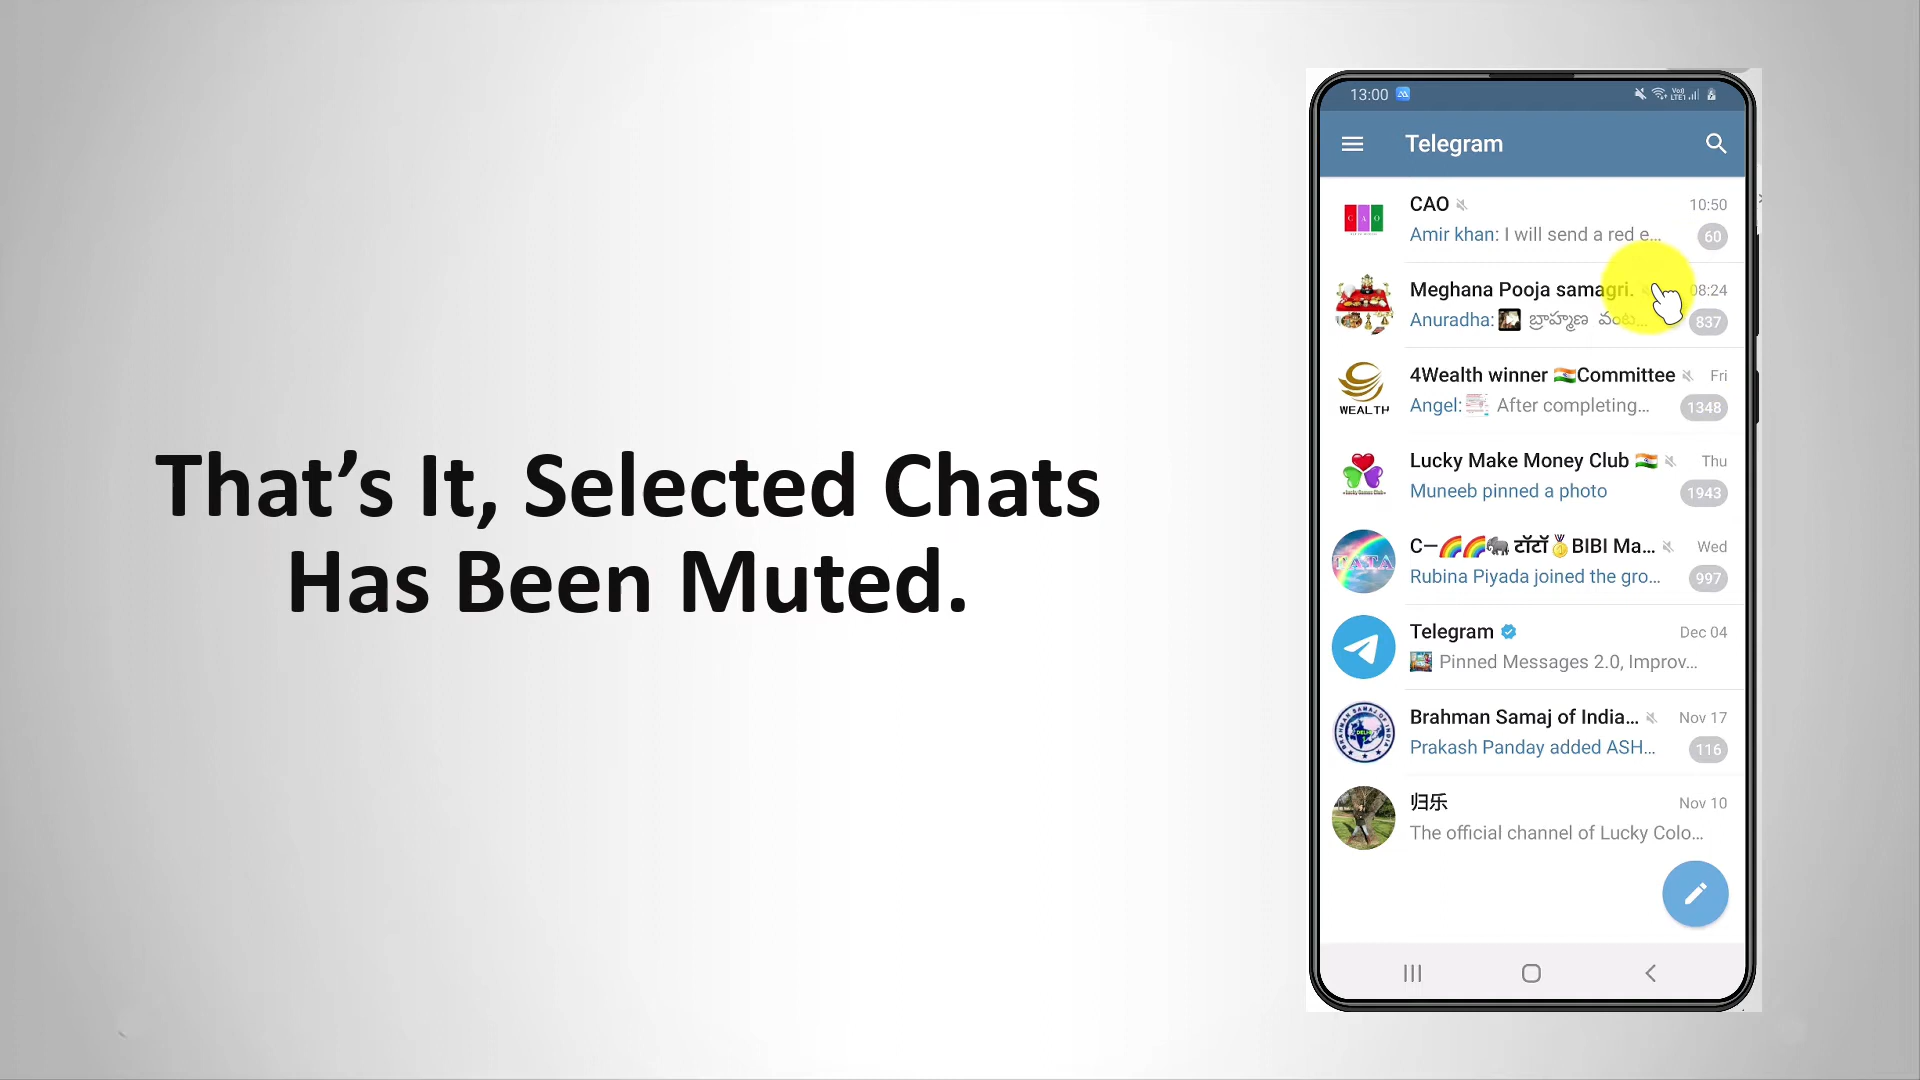 That's It, Selected Chats
Has Been Muted.
13:00
Telegram
CAO
10:50
Amir khan: I will send a red e...
60
Meghana Pooja samagri.
08:24
Anuradha: బ్రాహ్మణ వంట...
837
4Wealth winner 🇮🇳Committee
Fri
WEALTH
Angel: After completing...
1348
Lucky Make Money Club 🇮🇳
Thu
Muneeb pinned a photo
1943
C—🌈🌈🐘टॉटॉ🏅BIBI Ma...
Wed
TATA
Rubina Piyada joined the gro...
997
Telegram
Dec 04
Pinned Messages 2.0, Improv...
Brahman Samaj of India...
Nov 17
Prakash Panday added ASH...
116
归乐
Nov 10
The official channel of Lucky Colo...